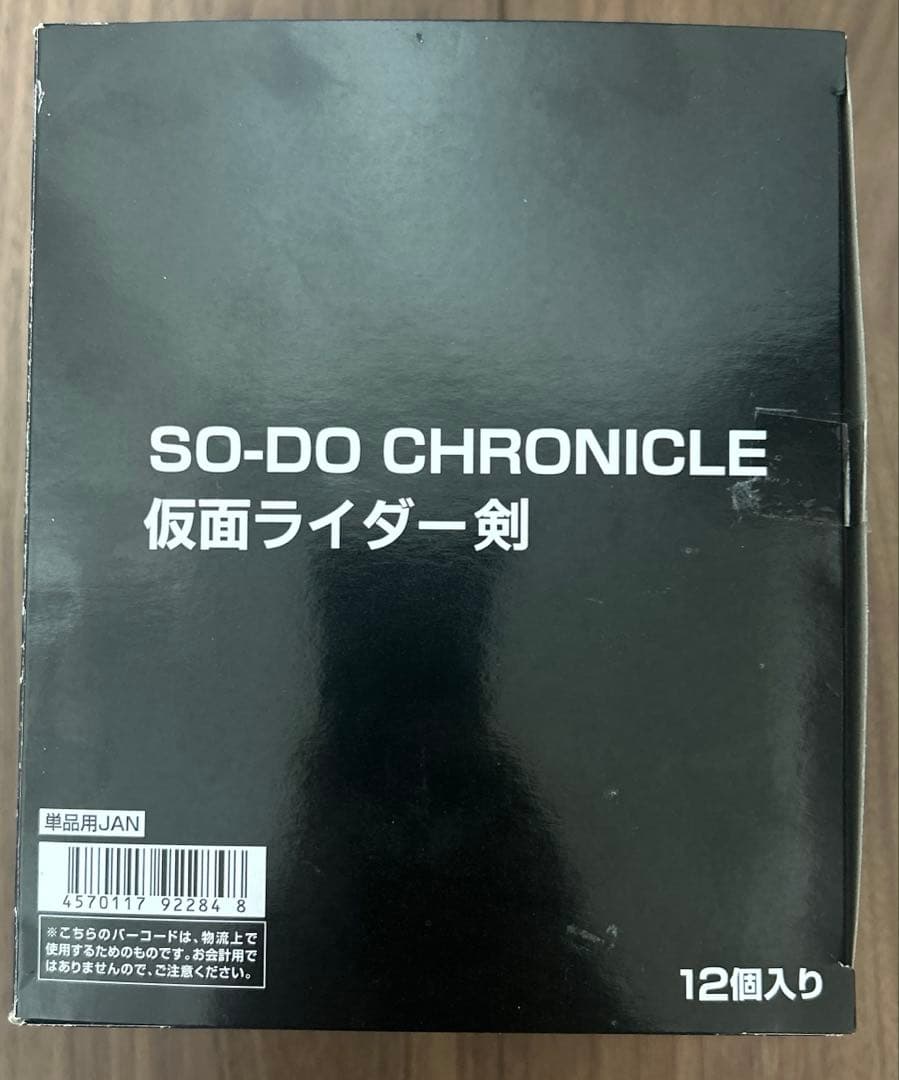 SO-DO CHRONICLE
仮面ライダー剣
単品用JAN
4570117 92284 8
※こちらのバーコードは、物流上で
使用するためのものです。お会計用で
はありませんので、ご注意ください。
12個入り